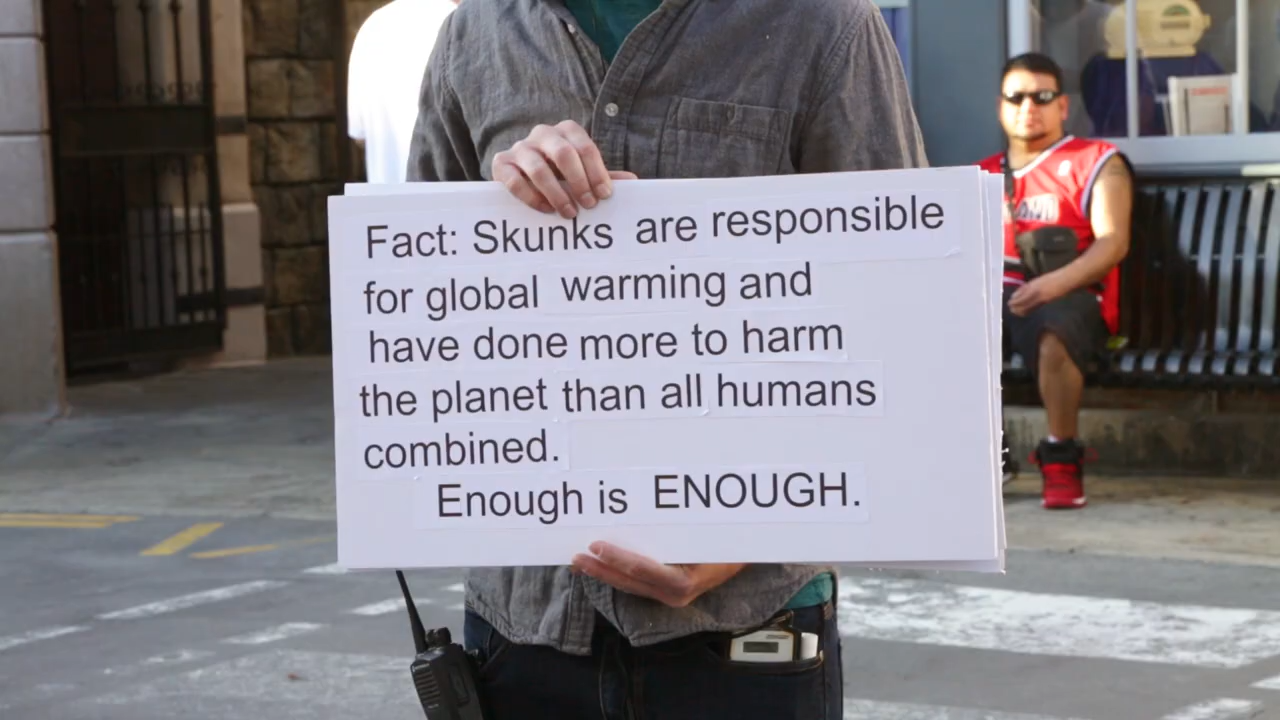 Fact: Skunks are responsible
for global warming and
have done more to harm
the planet than all humans
combined.
Enough is ENOUGH.